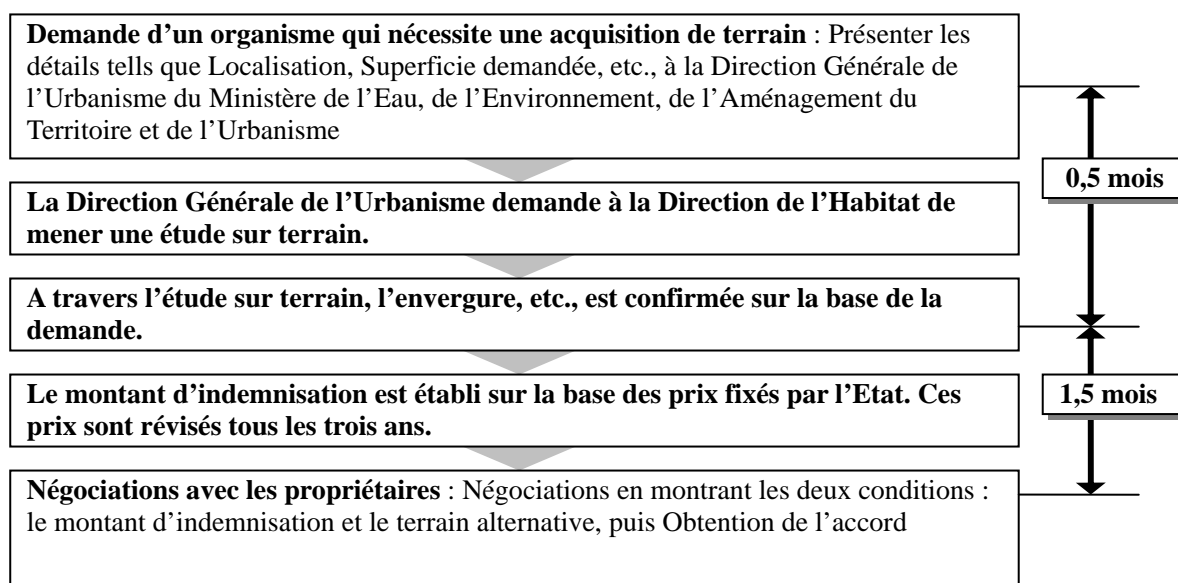 Demande d'un organisme qui nécessite une acquisition de terrain : Présenter les
détails tells que Localisation, Superficie demandée, etc., à la Direction Générale de
l'Urbanisme du Ministère de l'Eau, de l'Environnement, de l'Aménagement du
Territoire et de l'Urbanisme
0,5 mois
La Direction Générale de l'Urbanisme demande à la Direction de l'Habitat de
mener une étude sur terrain.
A travers l'étude sur terrain, l'envergure, etc., est confirmée sur la base de la
demande.
Le montant d'indemnisation est établi sur la base des prix fixés par l'Etat. Ces
prix sont révisés tous les trois ans.
1,5 mois
Négociations avec les propriétaires : Négociations en montrant les deux conditions :
le montant d'indemnisation et le terrain alternative, puis Obtention de l'accord